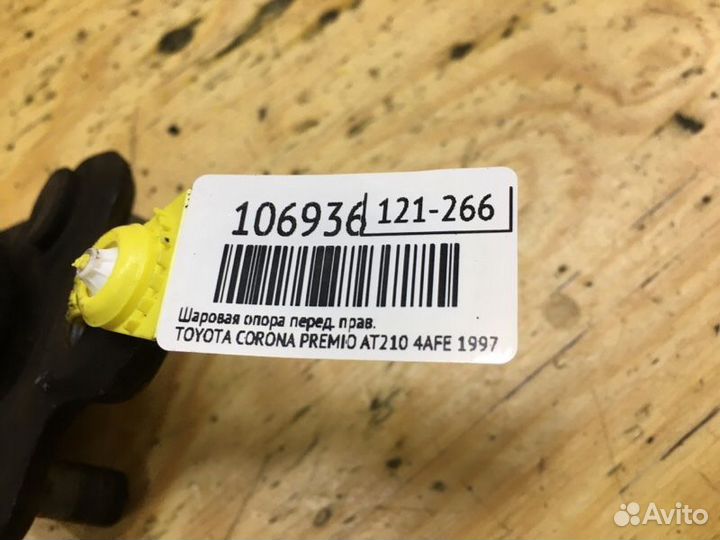 106936 121-266
Шаровая опора перед. прав.
TOYOTA CORONA PREMIO AT210 4AFE 1997
Avito